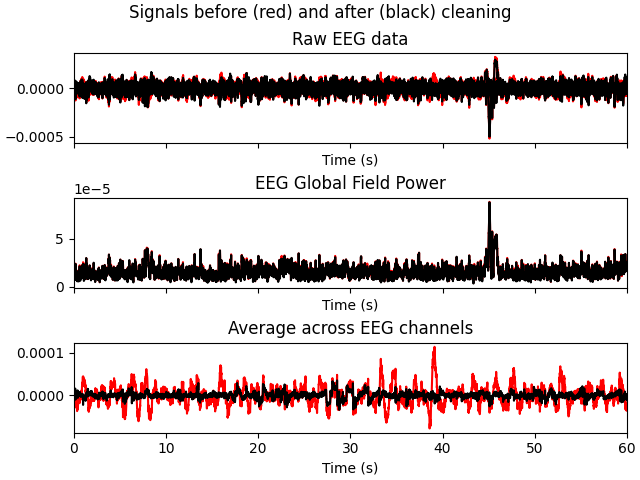 Signals before (red) and after (black) cleaning
Raw EEG data
0.0000
−0.0005
Time (s)
EEG Global Field Power
1e−5
5
0
Time (s)
Average across EEG channels
0.0001
0.0000
0 10 20 30 40 50 60
Time (s)